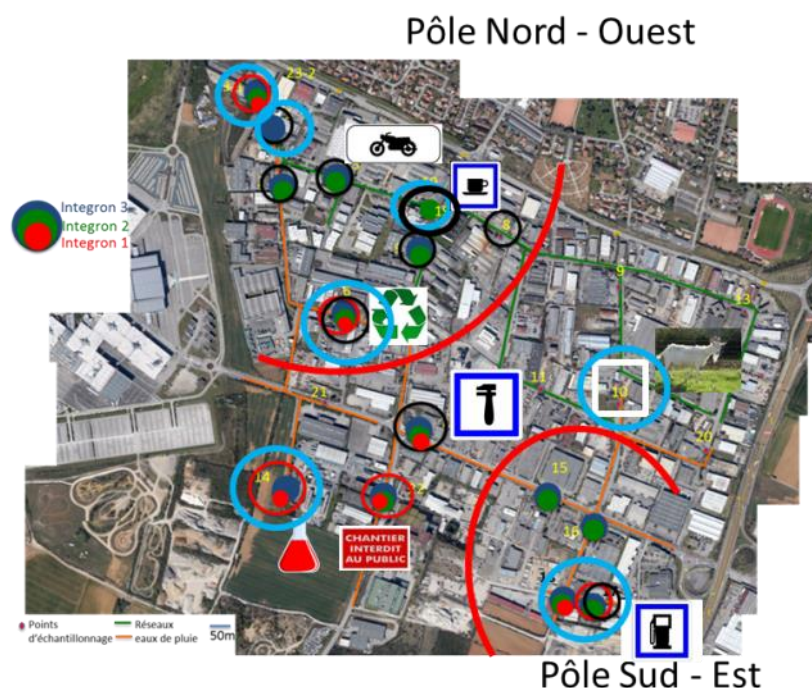 Pôle Nord - Ouest
23-2
Integron 3
Integron 2
Integron 1
8
9
6
10
11
21
20
15
14
16
CHANTIER
INTERDIT
AU PUBLIC
Points
d'échantillonnage
Réseaux
eaux de pluie
50m
Pôle Sud - Est